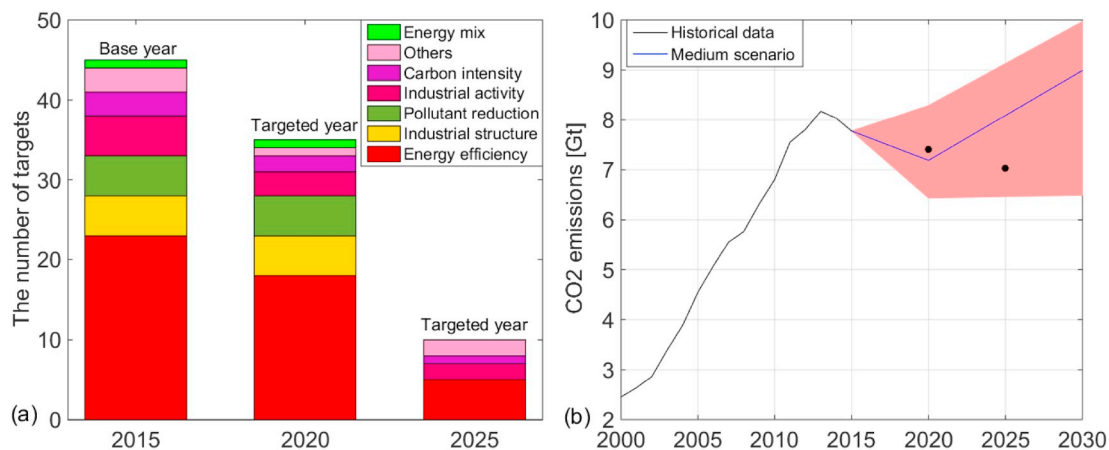 50
40
30
20
10
0
The number of targets
Base year
Targeted year
Targeted year
Energy mix
Others
Carbon intensity
Industrial activity
Pollutant reduction
Industrial structure
Energy efficiency
(a)
2015
2020
2025
10
9
8
7
6
5
4
3
2
CO2 emissions [Gt]
Historical data
Medium scenario
(b)
2000
2005
2010
2015
2020
2025
2030